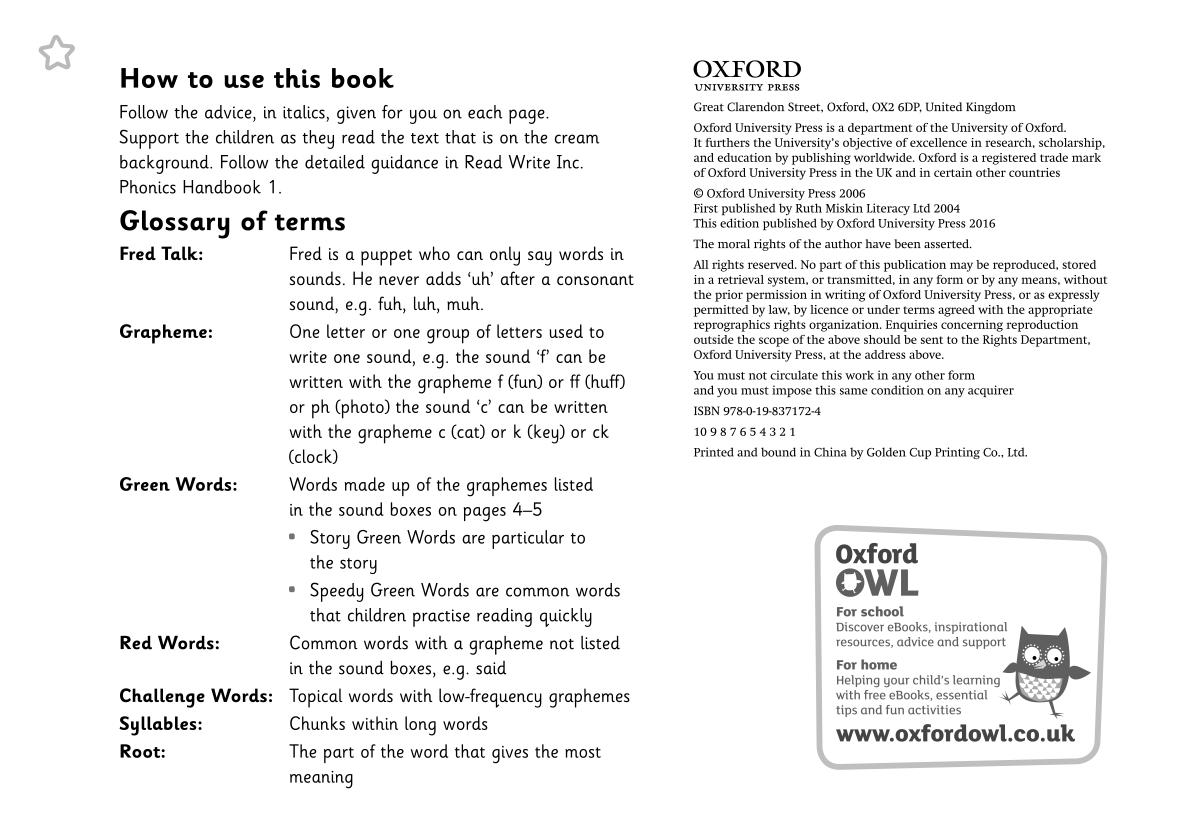 How to use this book
Follow the advice, in italics, given for you on each page.
Support the children as they read the text that is on the cream
background. Follow the detailed guidance in Read Write Inc.
Phonics Handbook 1.
Glossary of terms
Fred Talk: Fred is a puppet who can only say words in
sounds. He never adds ‘uh’ after a consonant
sound, e.g. fuh, luh, muh.
Grapheme: One letter or one group of letters used to
write one sound, e.g. the sound ‘f’ can be
written with the grapheme f (fun) or ff (huff)
or ph (photo) the sound ‘c’ can be written
with the grapheme c (cat) or k (key) or ck
(clock)
Green Words: Words made up of the graphemes listed
in the sound boxes on pages 4–5
• Story Green Words are particular to
the story
• Speedy Green Words are common words
that children practise reading quickly
Red Words: Common words with a grapheme not listed
in the sound boxes, e.g. said
Challenge Words: Topical words with low-frequency graphemes
Syllables: Chunks within long words
Root: The part of the word that gives the most
meaning
OXFORD
UNIVERSITY PRESS
Great Clarendon Street, Oxford, OX2 6DP, United Kingdom
Oxford University Press is a department of the University of Oxford.
It furthers the University’s objective of excellence in research, scholarship,
and education by publishing worldwide. Oxford is a registered trade mark
of Oxford University Press in the UK and in certain other countries
© Oxford University Press 2006
First published by Ruth Miskin Literacy Ltd 2004
This edition published by Oxford University Press 2016
The moral rights of the author have been asserted.
All rights reserved. No part of this publication may be reproduced, stored
in a retrieval system, or transmitted, in any form or by any means, without
the prior permission in writing of Oxford University Press, or as expressly
permitted by law, by licence or under terms agreed with the appropriate
reprographics rights organization. Enquiries concerning reproduction
outside the scope of the above should be sent to the Rights Department,
Oxford University Press, at the address above.
You must not circulate this work in any other form
and you must impose this same condition on any acquirer
ISBN 978-0-19-837172-4
10 9 8 7 6 5 4 3 2 1
Printed and bound in China by Golden Cup Printing Co., Ltd.
Oxford
OWL
For school
Discover eBooks, inspirational
resources, advice and support
For home
Helping your child’s learning
with free eBooks, essential
tips and fun activities
www.oxfordowl.co.uk